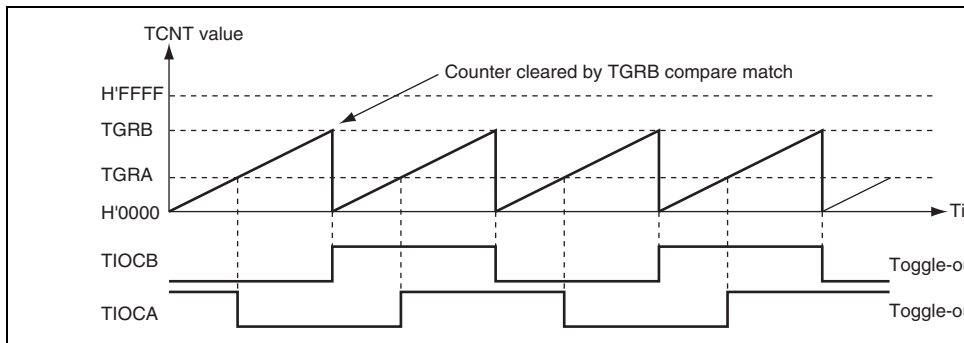 TCNT value
Counter cleared by TGRB compare match
H'FFFF
TGRB
TGRA
H'0000
TIOCB
TIOCA